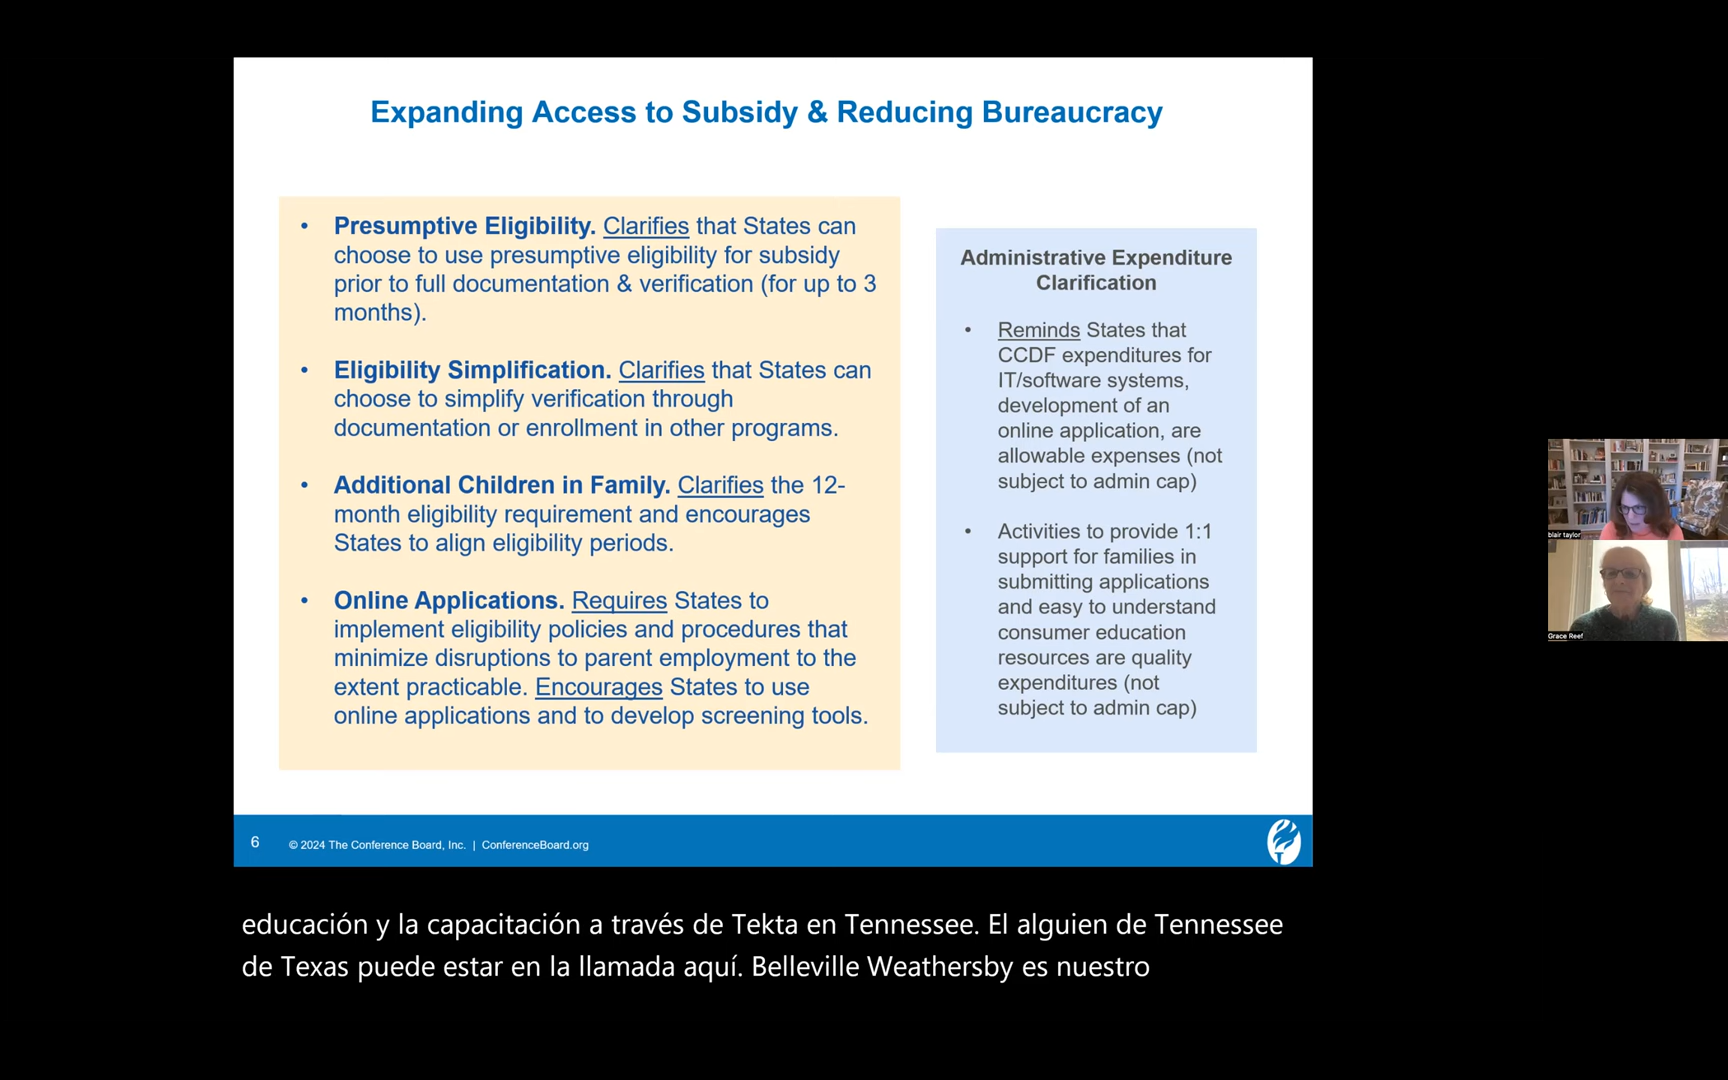 Expanding Access to Subsidy & Reducing Bureaucracy
• Presumptive Eligibility. Clarifies that States can
choose to use presumptive eligibility for subsidy
prior to full documentation & verification (for up to 3
months).
• Eligibility Simplification. Clarifies that States can
choose to simplify verification through
documentation or enrollment in other programs.
• Additional Children in Family. Clarifies the 12-
month eligibility requirement and encourages
States to align eligibility periods.
• Online Applications. Requires States to
implement eligibility policies and procedures that
minimize disruptions to parent employment to the
extent practicable. Encourages States to use
online applications and to develop screening tools.
Administrative Expenditure
Clarification
• Reminds States that
CCDF expenditures for
IT/software systems,
development of an
online application, are
allowable expenses (not
subject to admin cap)
• Activities to provide 1:1
support for families in
submitting applications
and easy to understand
consumer education
resources are quality
expenditures (not
subject to admin cap)
blair taylor
Grace Reef
6 © 2024 The Conference Board, Inc. | ConferenceBoard.org
educación y la capacitación a través de Tekta en Tennessee. El alguien de Tennessee
de Texas puede estar en la llamada aquí. Belleville Weathersby es nuestro